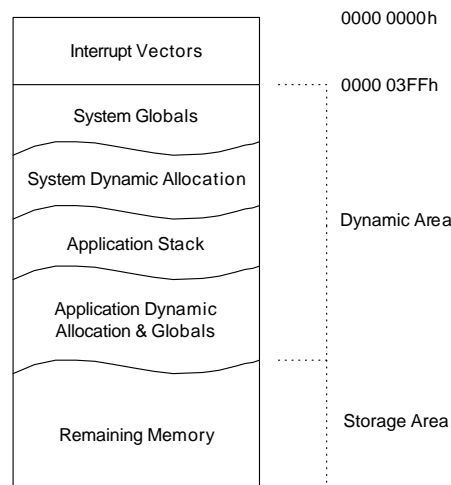 0000 0000h
Interrupt Vectors
0000 03FFh
System Globals
System Dynamic Allocation
Dynamic Area
Application Stack
Application Dynamic
Allocation & Globals
Storage Area
Remaining Memory